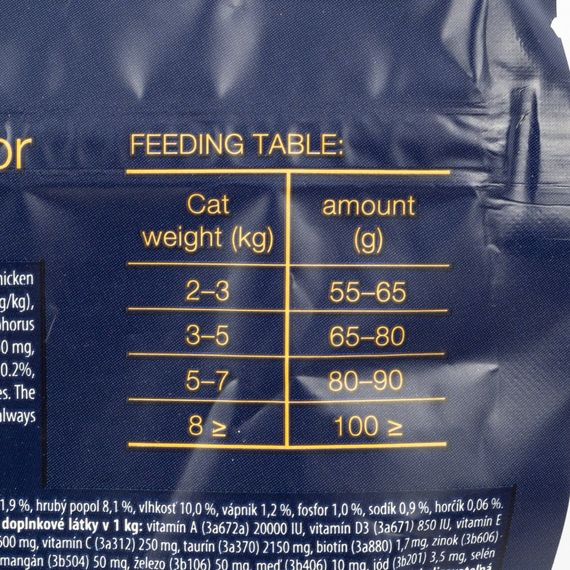 or
FEEDING TABLE:
Cat weight (kg) amount (g)
2–3 55–65
3–5 65–80
5–7 80–90
8 ≥ 100 ≥
hicken
g/kg),
horus
0 mg,
0.2%,
es. The
always
1,9 %, hrubý popol 8,1 %, vlhkosť 10,0 %, vápnik 1,2 %, fosfor 1,0 %, sodík 0,9 %, horčík 0,06 %.
doplnkové látky v 1 kg: vitamín A (3a672a) 20000 IU, vitamín D3 (3a671) 850 IU, vitamín E
600 mg, vitamín C (3a312) 250 mg, taurín (3a370) 2150 mg, biotín (3a880) 1,7 mg, zinok (3b606)
mangán (3b504) 50 mg, železo (3b106) 50 mg, meď (3b406) 10 mg, jód (3b201) 3,5 mg, selén